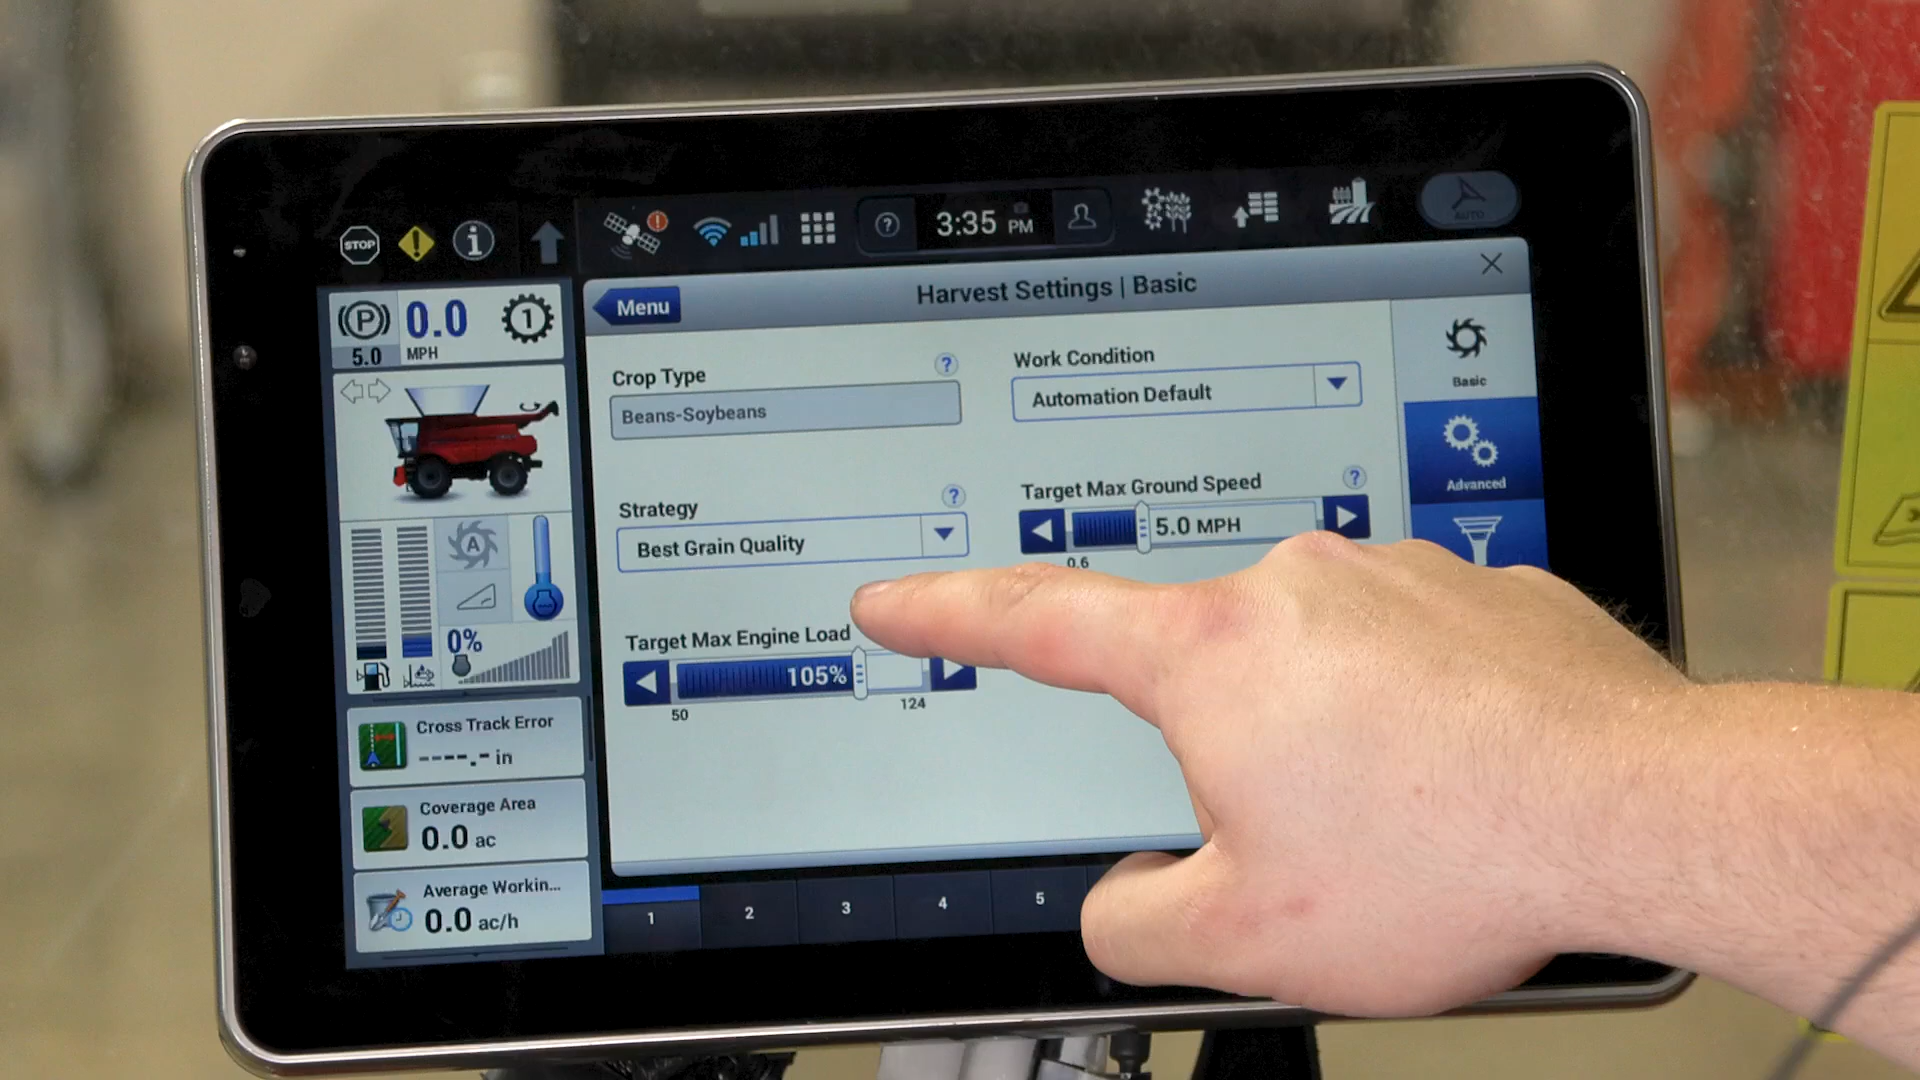 STOP
3:35 PM
AUTO
Menu
Harvest Settings | Basic
P
0.0
1
5.0
MPH
Crop Type
?
Beans-Soybeans
Work Condition
Automation Default
Basic
Strategy
?
Best Grain Quality
Target Max Ground Speed
?
5.0 MPH
0.6
Advanced
A
0%
Target Max Engine Load
105%
50
124
Cross Track Error
----.- in
Coverage Area
0.0 ac
Average Workin...
0.0 ac/h
1
2
3
4
5